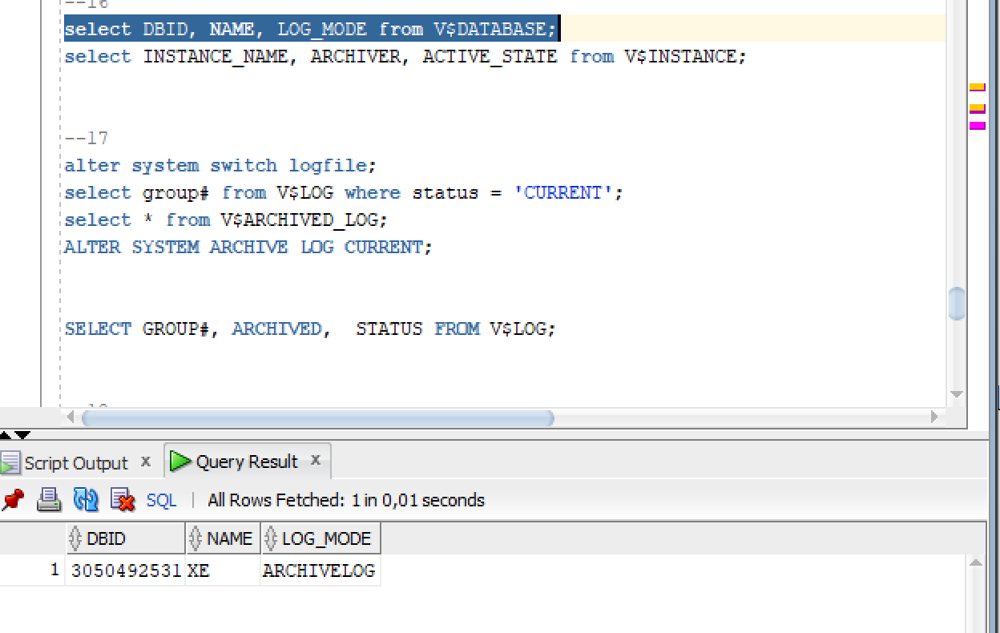 --16
select DBID, NAME, LOG_MODE from V$DATABASE;
select INSTANCE_NAME, ARCHIVER, ACTIVE_STATE from V$INSTANCE;
--17
alter system switch logfile;
select group# from V$LOG where status = 'CURRENT';
select * from V$ARCHIVED_LOG;
ALTER SYSTEM ARCHIVE LOG CURRENT;
SELECT GROUP#, ARCHIVED,  STATUS FROM V$LOG;
Script Output x Query Result x
SQL | All Rows Fetched: 1 in 0,01 seconds
DBID NAME LOG_MODE
1 3050492531 XE ARCHIVELOG